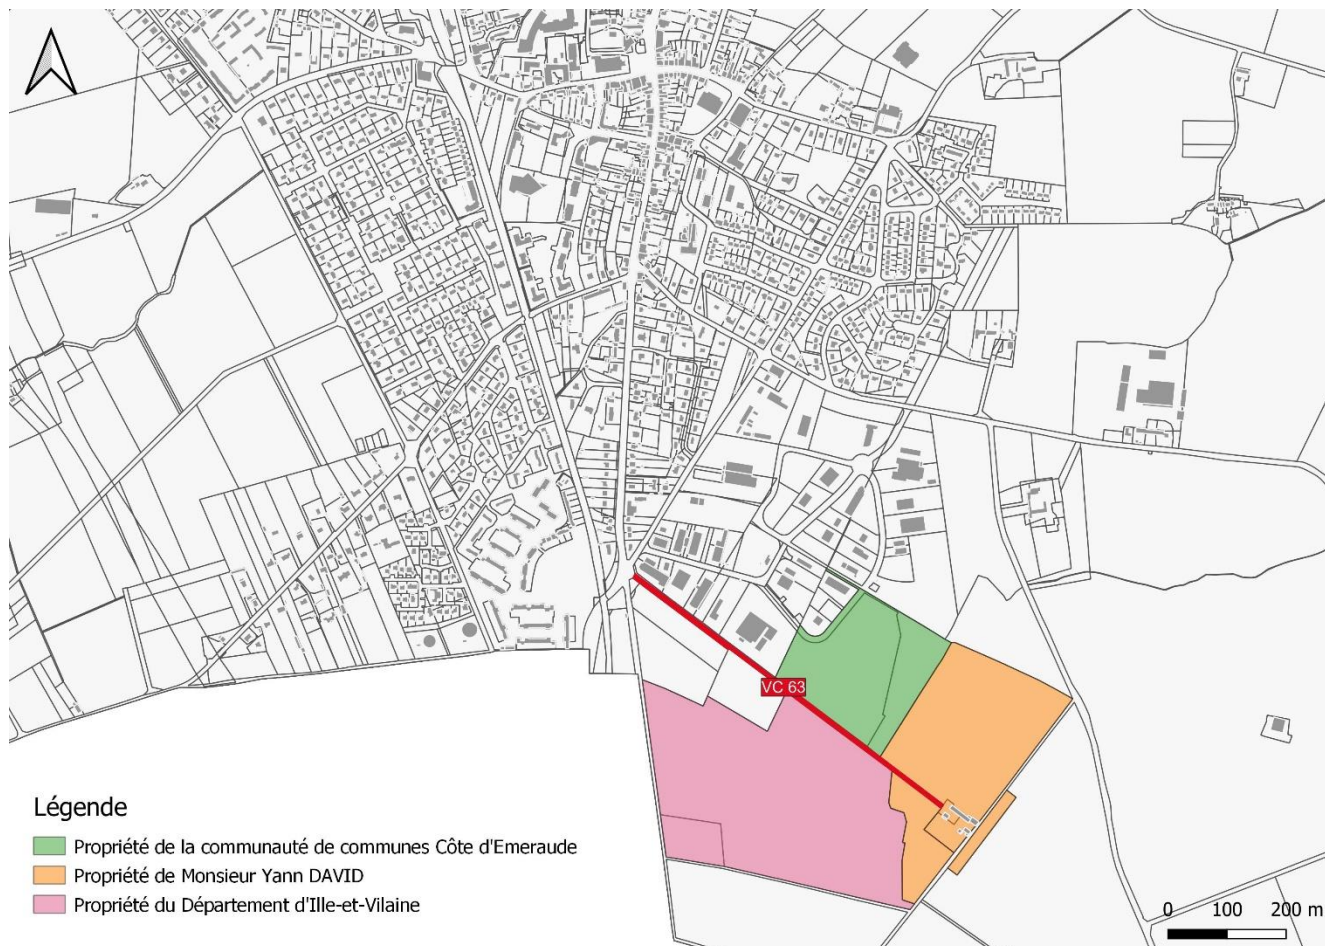 VC 63
Légende
Propriété de la communauté de communes Côte d'Emeraude
Propriété de Monsieur Yann DAVID
Propriété du Département d'Ille-et-Vilaine
0 100 200 m